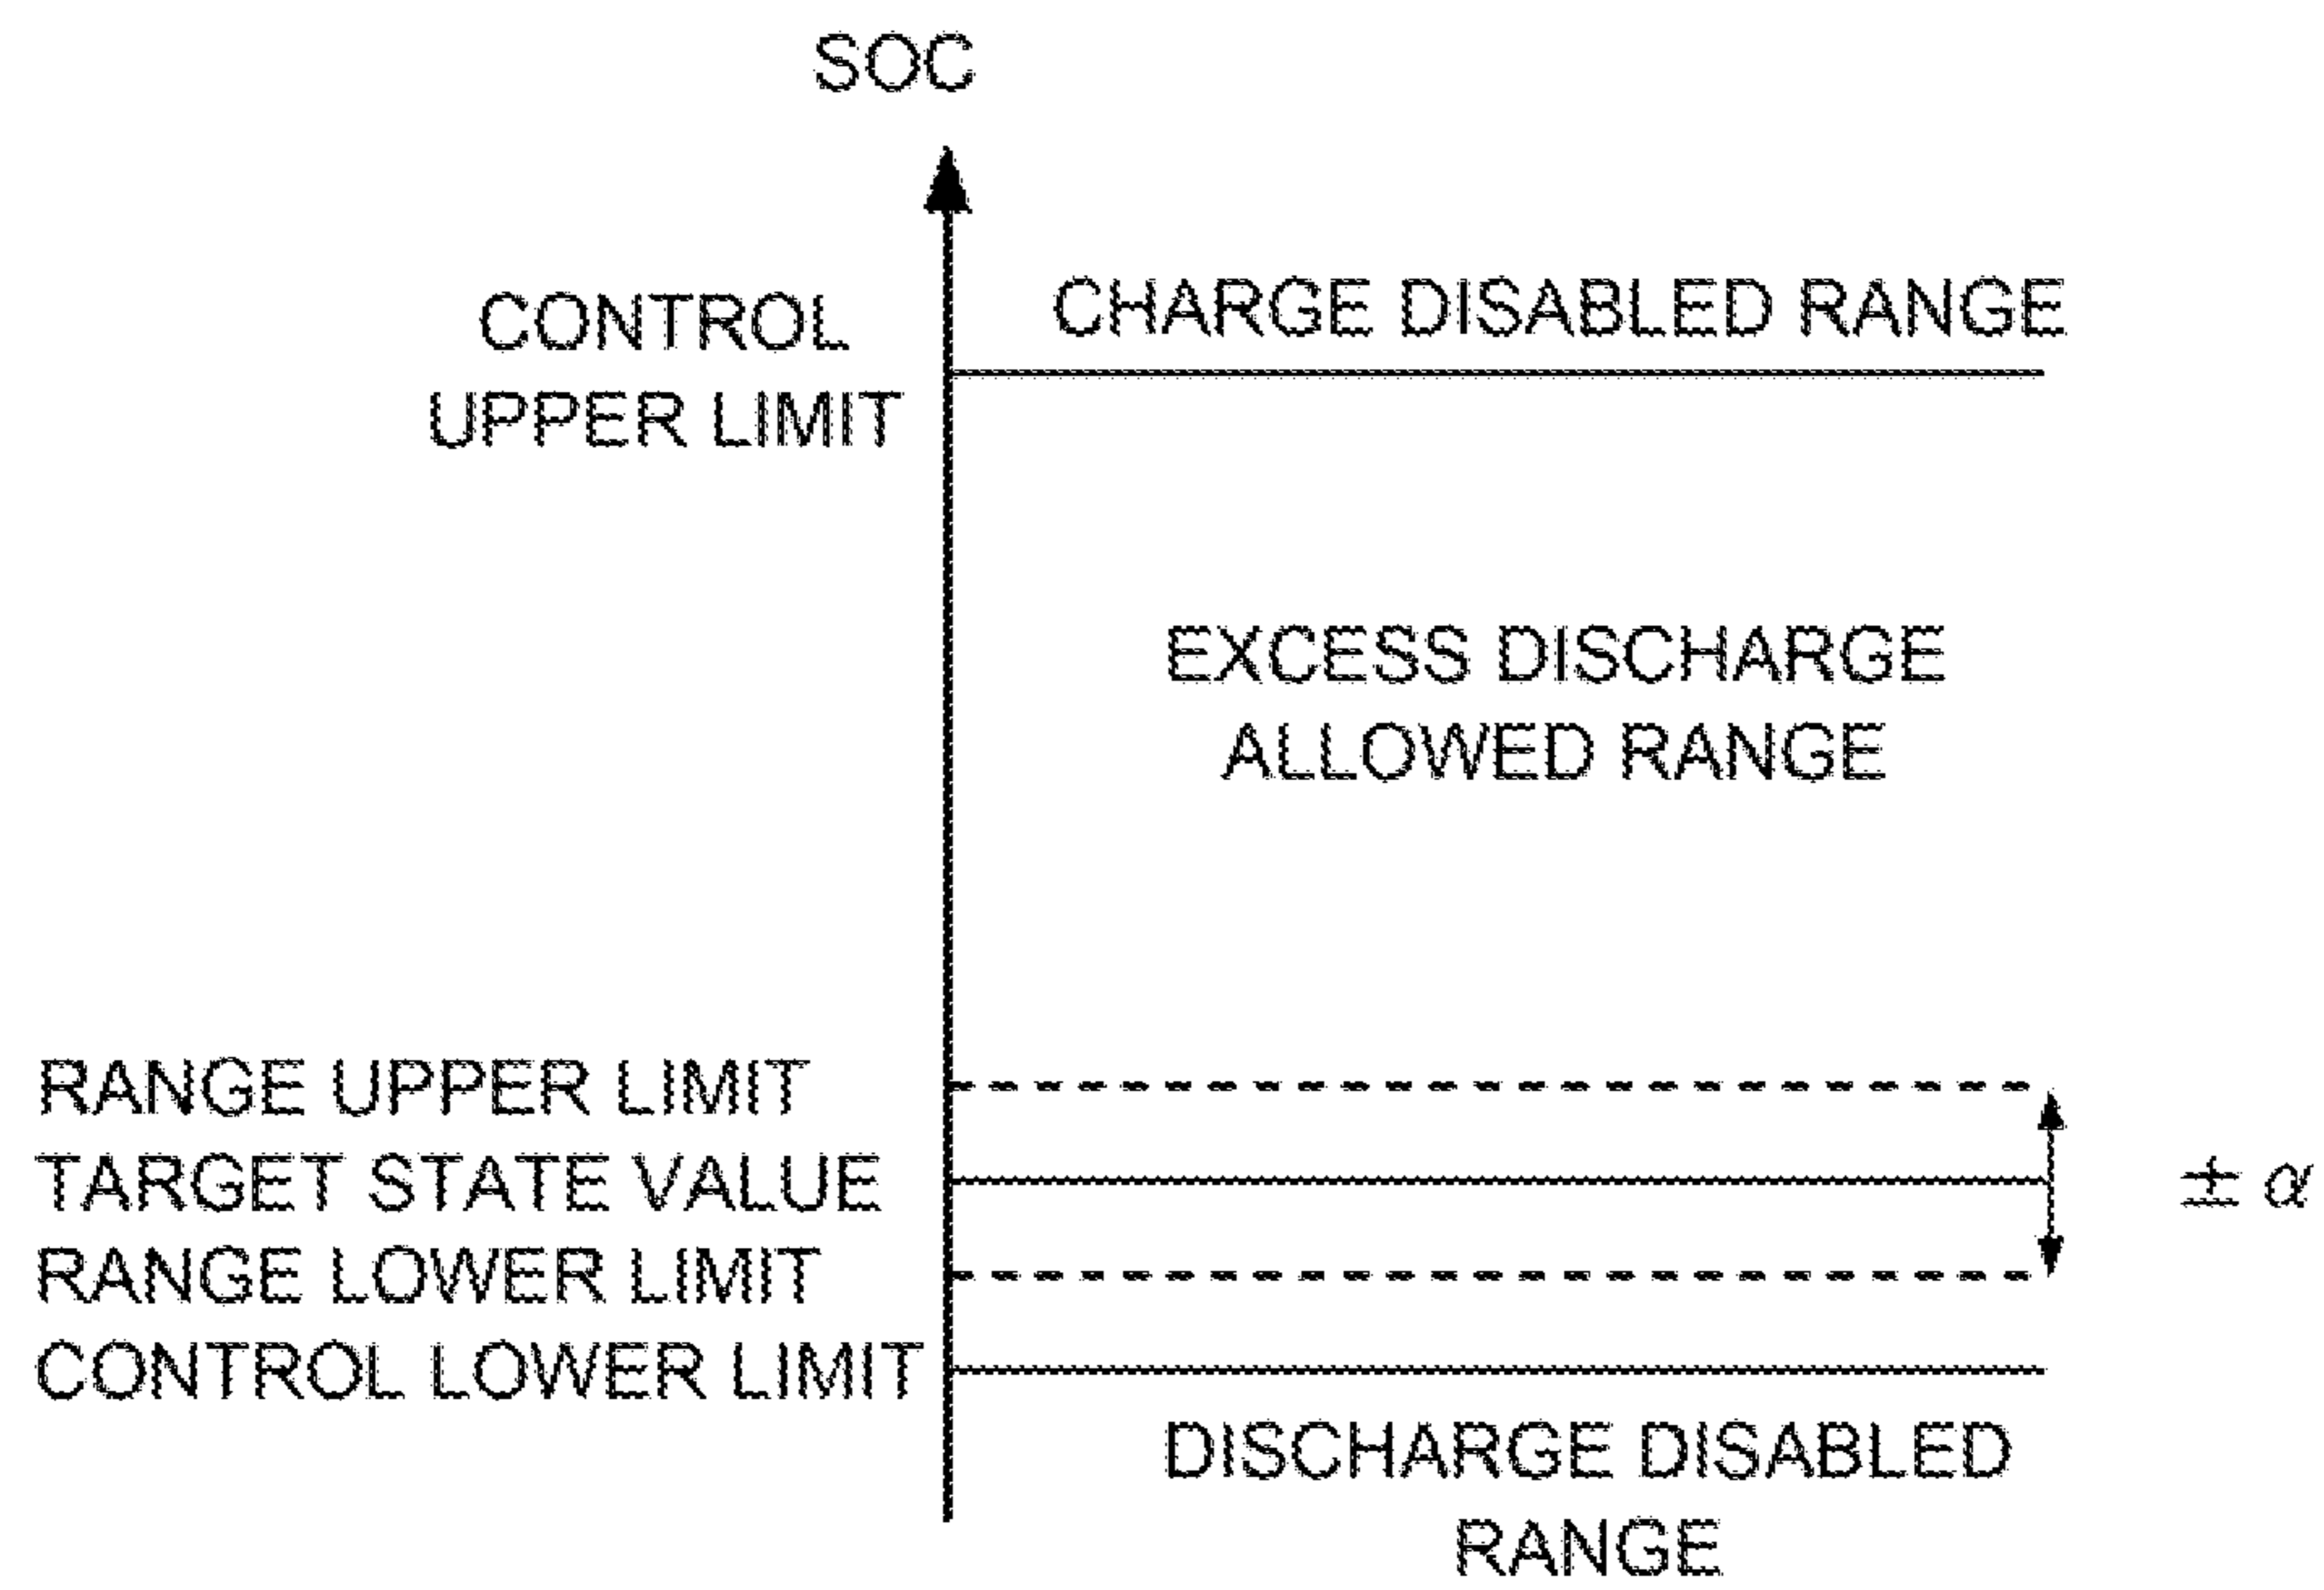 SOC
CONTROL
UPPER LIMIT
CHARGE DISABLED RANGE
EXCESS DISCHARGE
ALLOWED RANGE
RANGE UPPER LIMIT
TARGET STATE VALUE
± α
RANGE LOWER LIMIT
CONTROL LOWER LIMIT
DISCHARGE DISABLED
RANGE